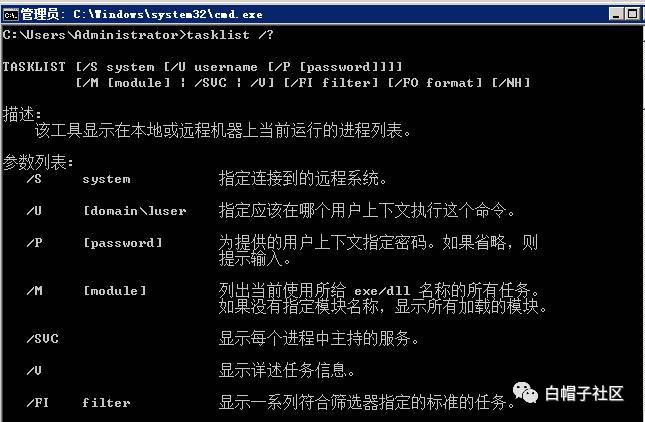 管理员: C:\Windows\system32\cmd.exe
C:\Users\Administrator>tasklist /?
TASKLIST [/S system [/U username [/P [password]]]]
[/M [module] | /SVC | /V] [/FI filter] [/FO format] [/NH]
描述:
该工具显示在本地或远程机器上当前运行的进程列表。
参数列表:
/S system 指定连接到的远程系统。
/U [domain\]user 指定应该在哪个用户上下文执行这个命令。
/P [password] 为提供的用户上下文指定密码。如果省略，则
提示输入。
/M [module] 列出当前使用所给 exe/dll 名称的所有任务。
如果没有指定模块名称，显示所有加载的模块。
/SVC 显示每个进程中主持的服务。
/V 显示详述任务信息。
/FI filter 显示一系列符合筛选器指定的标准的任务。
白帽子社区